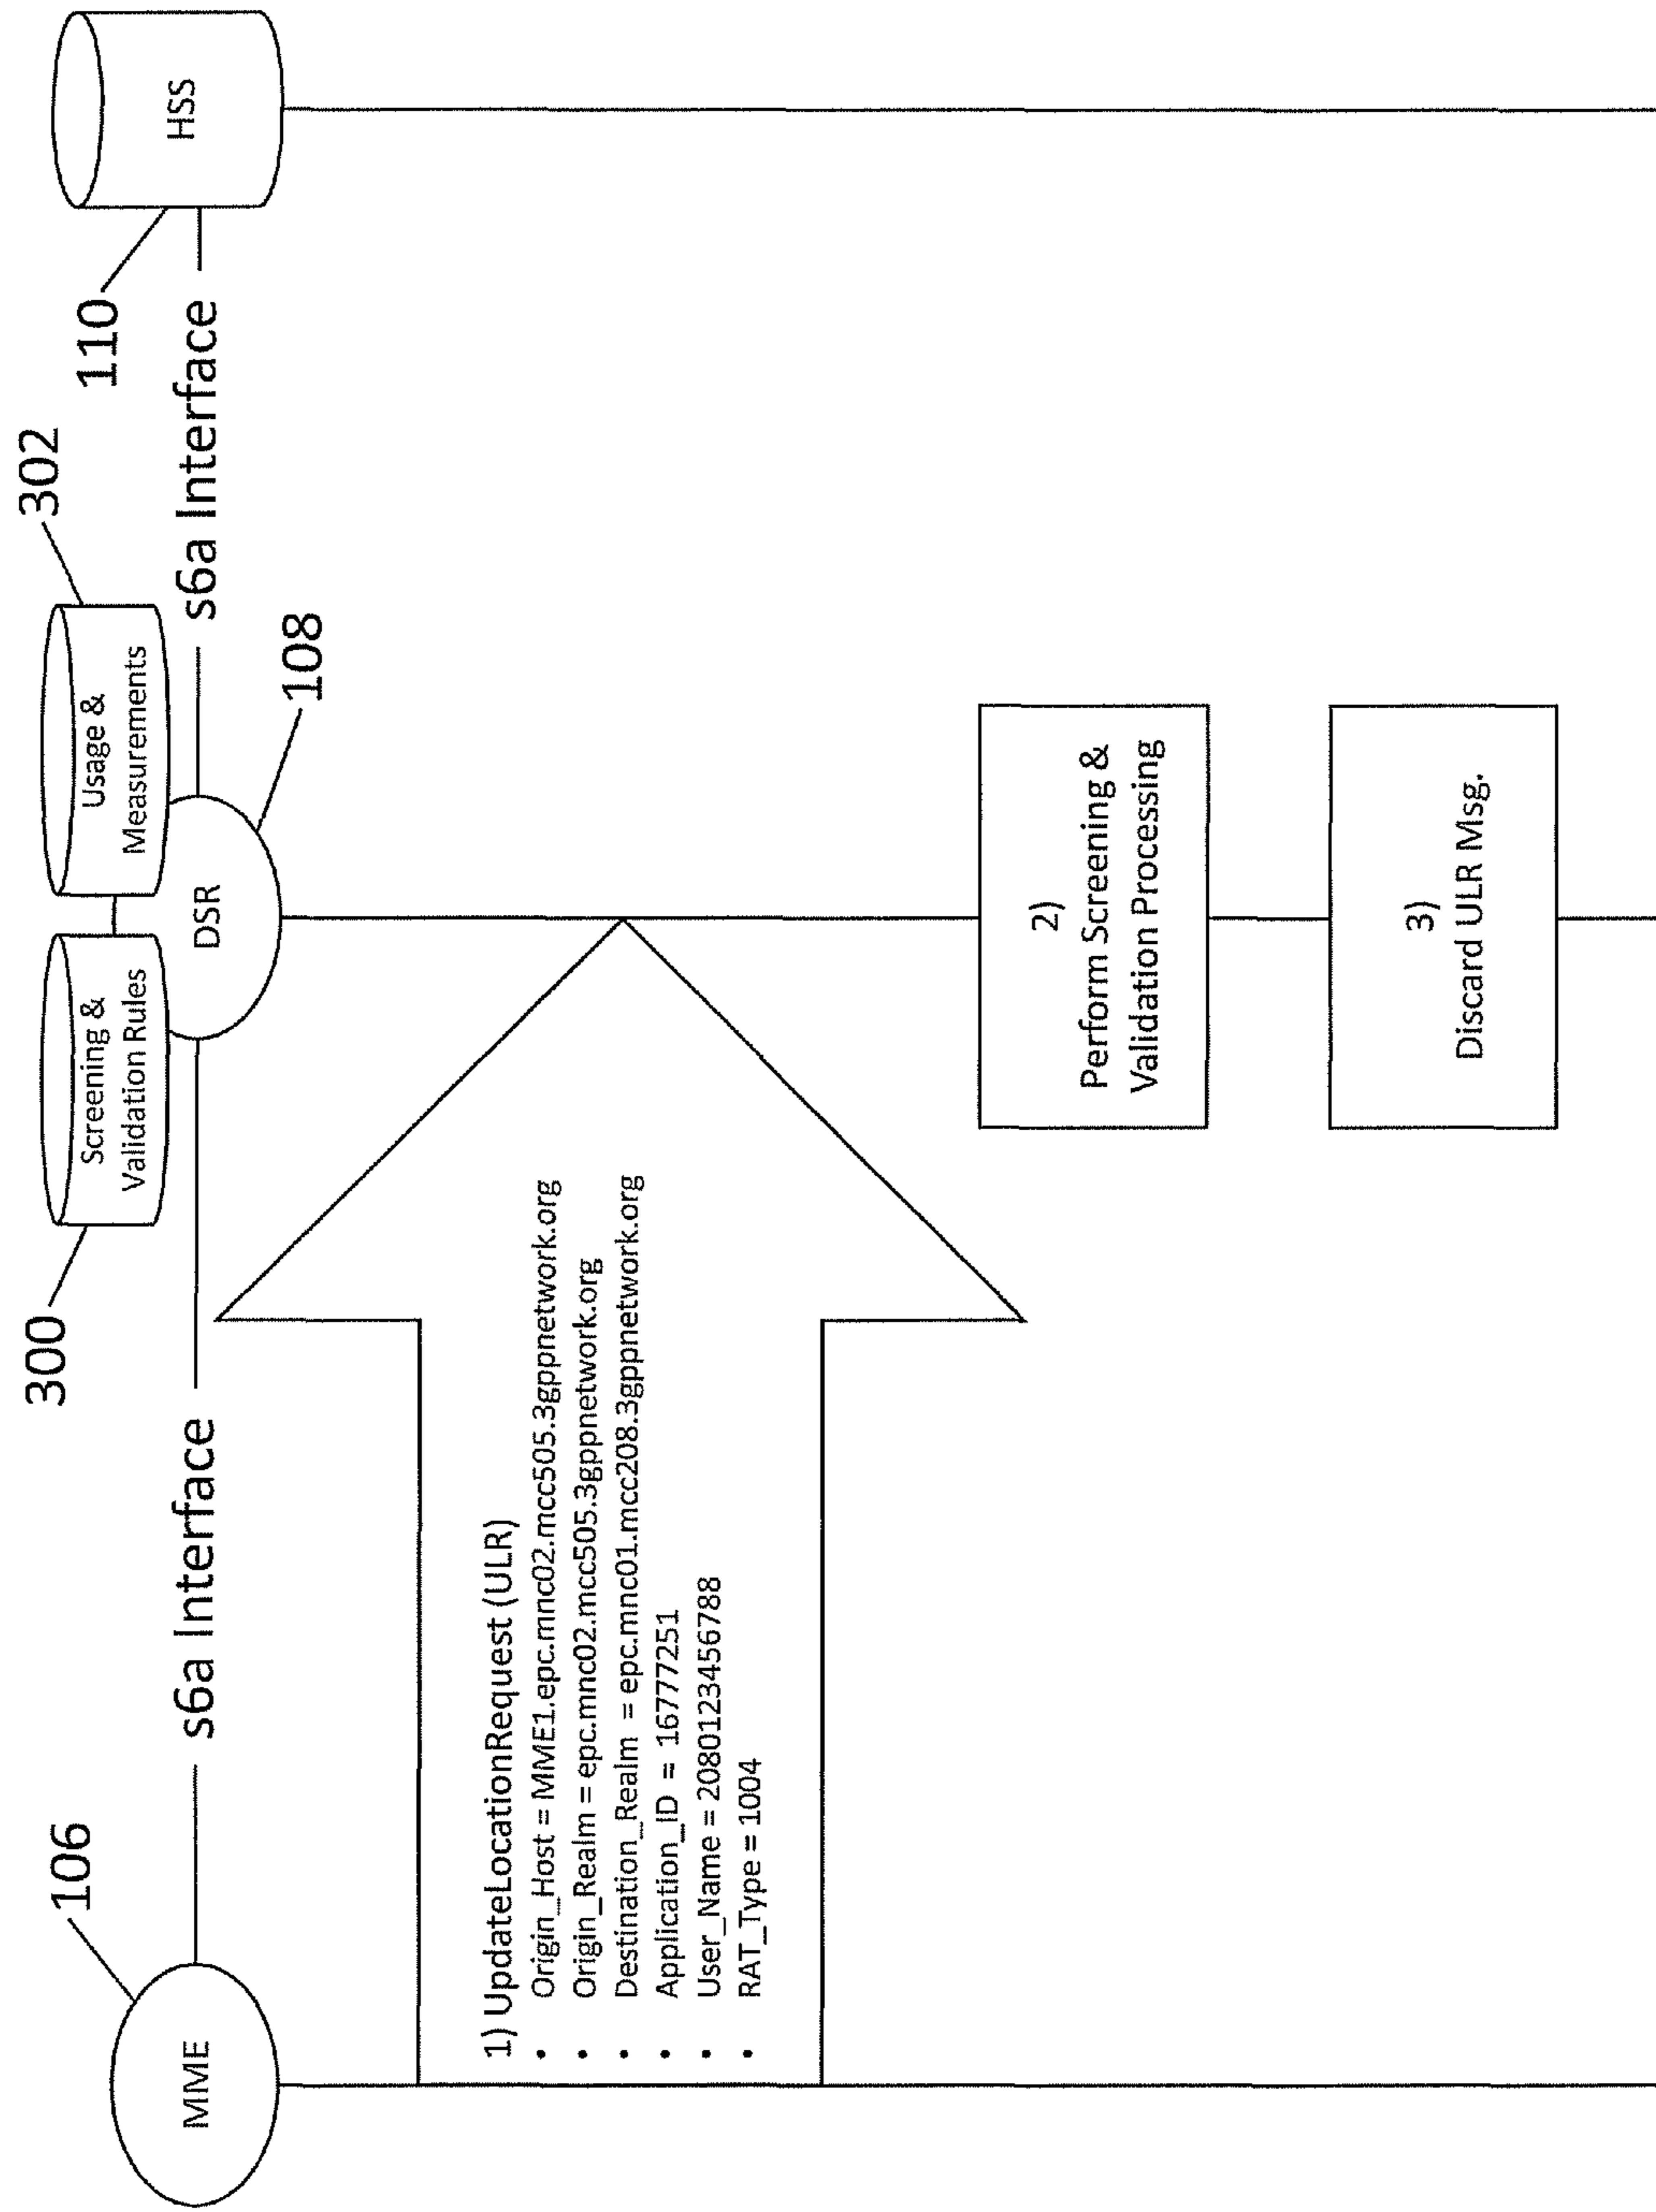 106
MME
s6a Interface
300
Screening &
Validation Rules
Usage &
Measurements
302
DSR
108
s6a Interface
110
HSS
1) UpdateLocationRequest (ULR)
• Origin_Host = MME1.epc.mnc02.mcc505.3gppnetwork.org
• Origin_Realm = epc.mnc02.mcc505.3gppnetwork.org
• Destination_Realm = epc.mnc01.mcc208.3gppnetwork.org
• Application_ID = 16777251
• User_Name = 208012345678​8
• RAT_Type = 1004
2)
Perform Screening &
Validation Processing
3)
Discard ULR Msg.